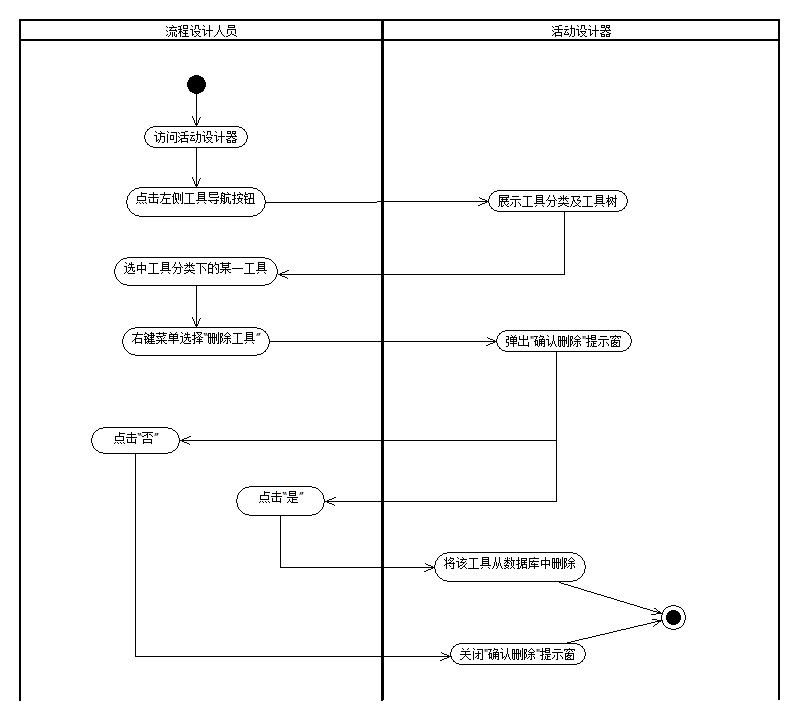 流程设计人员
活动设计器
访问活动设计器
点击左侧工具导航按钮
展示工具分类及工具树
选中工具分类下的某一工具
右键菜单选择"删除工具"
弹出"确认删除"提示窗
点击"否"
点击"是"
将该工具从数据库中删除
关闭"确认删除"提示窗